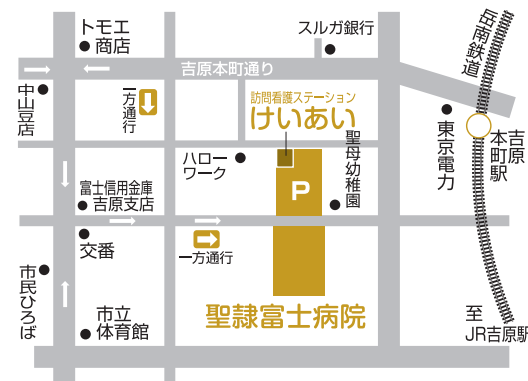 トモエ
商店
スルガ銀行
岳南鉄道
吉原本町通り
中山豆店
一方通行
訪問看護ステーション
けいあい
東京電力
吉原
本町駅
ハロー
ワーク
聖母幼稚園
富士信用金庫
吉原支店
P
交番
一方通行
市民ひろば
市立
体育館
聖隷富士病院
至
JR吉原駅